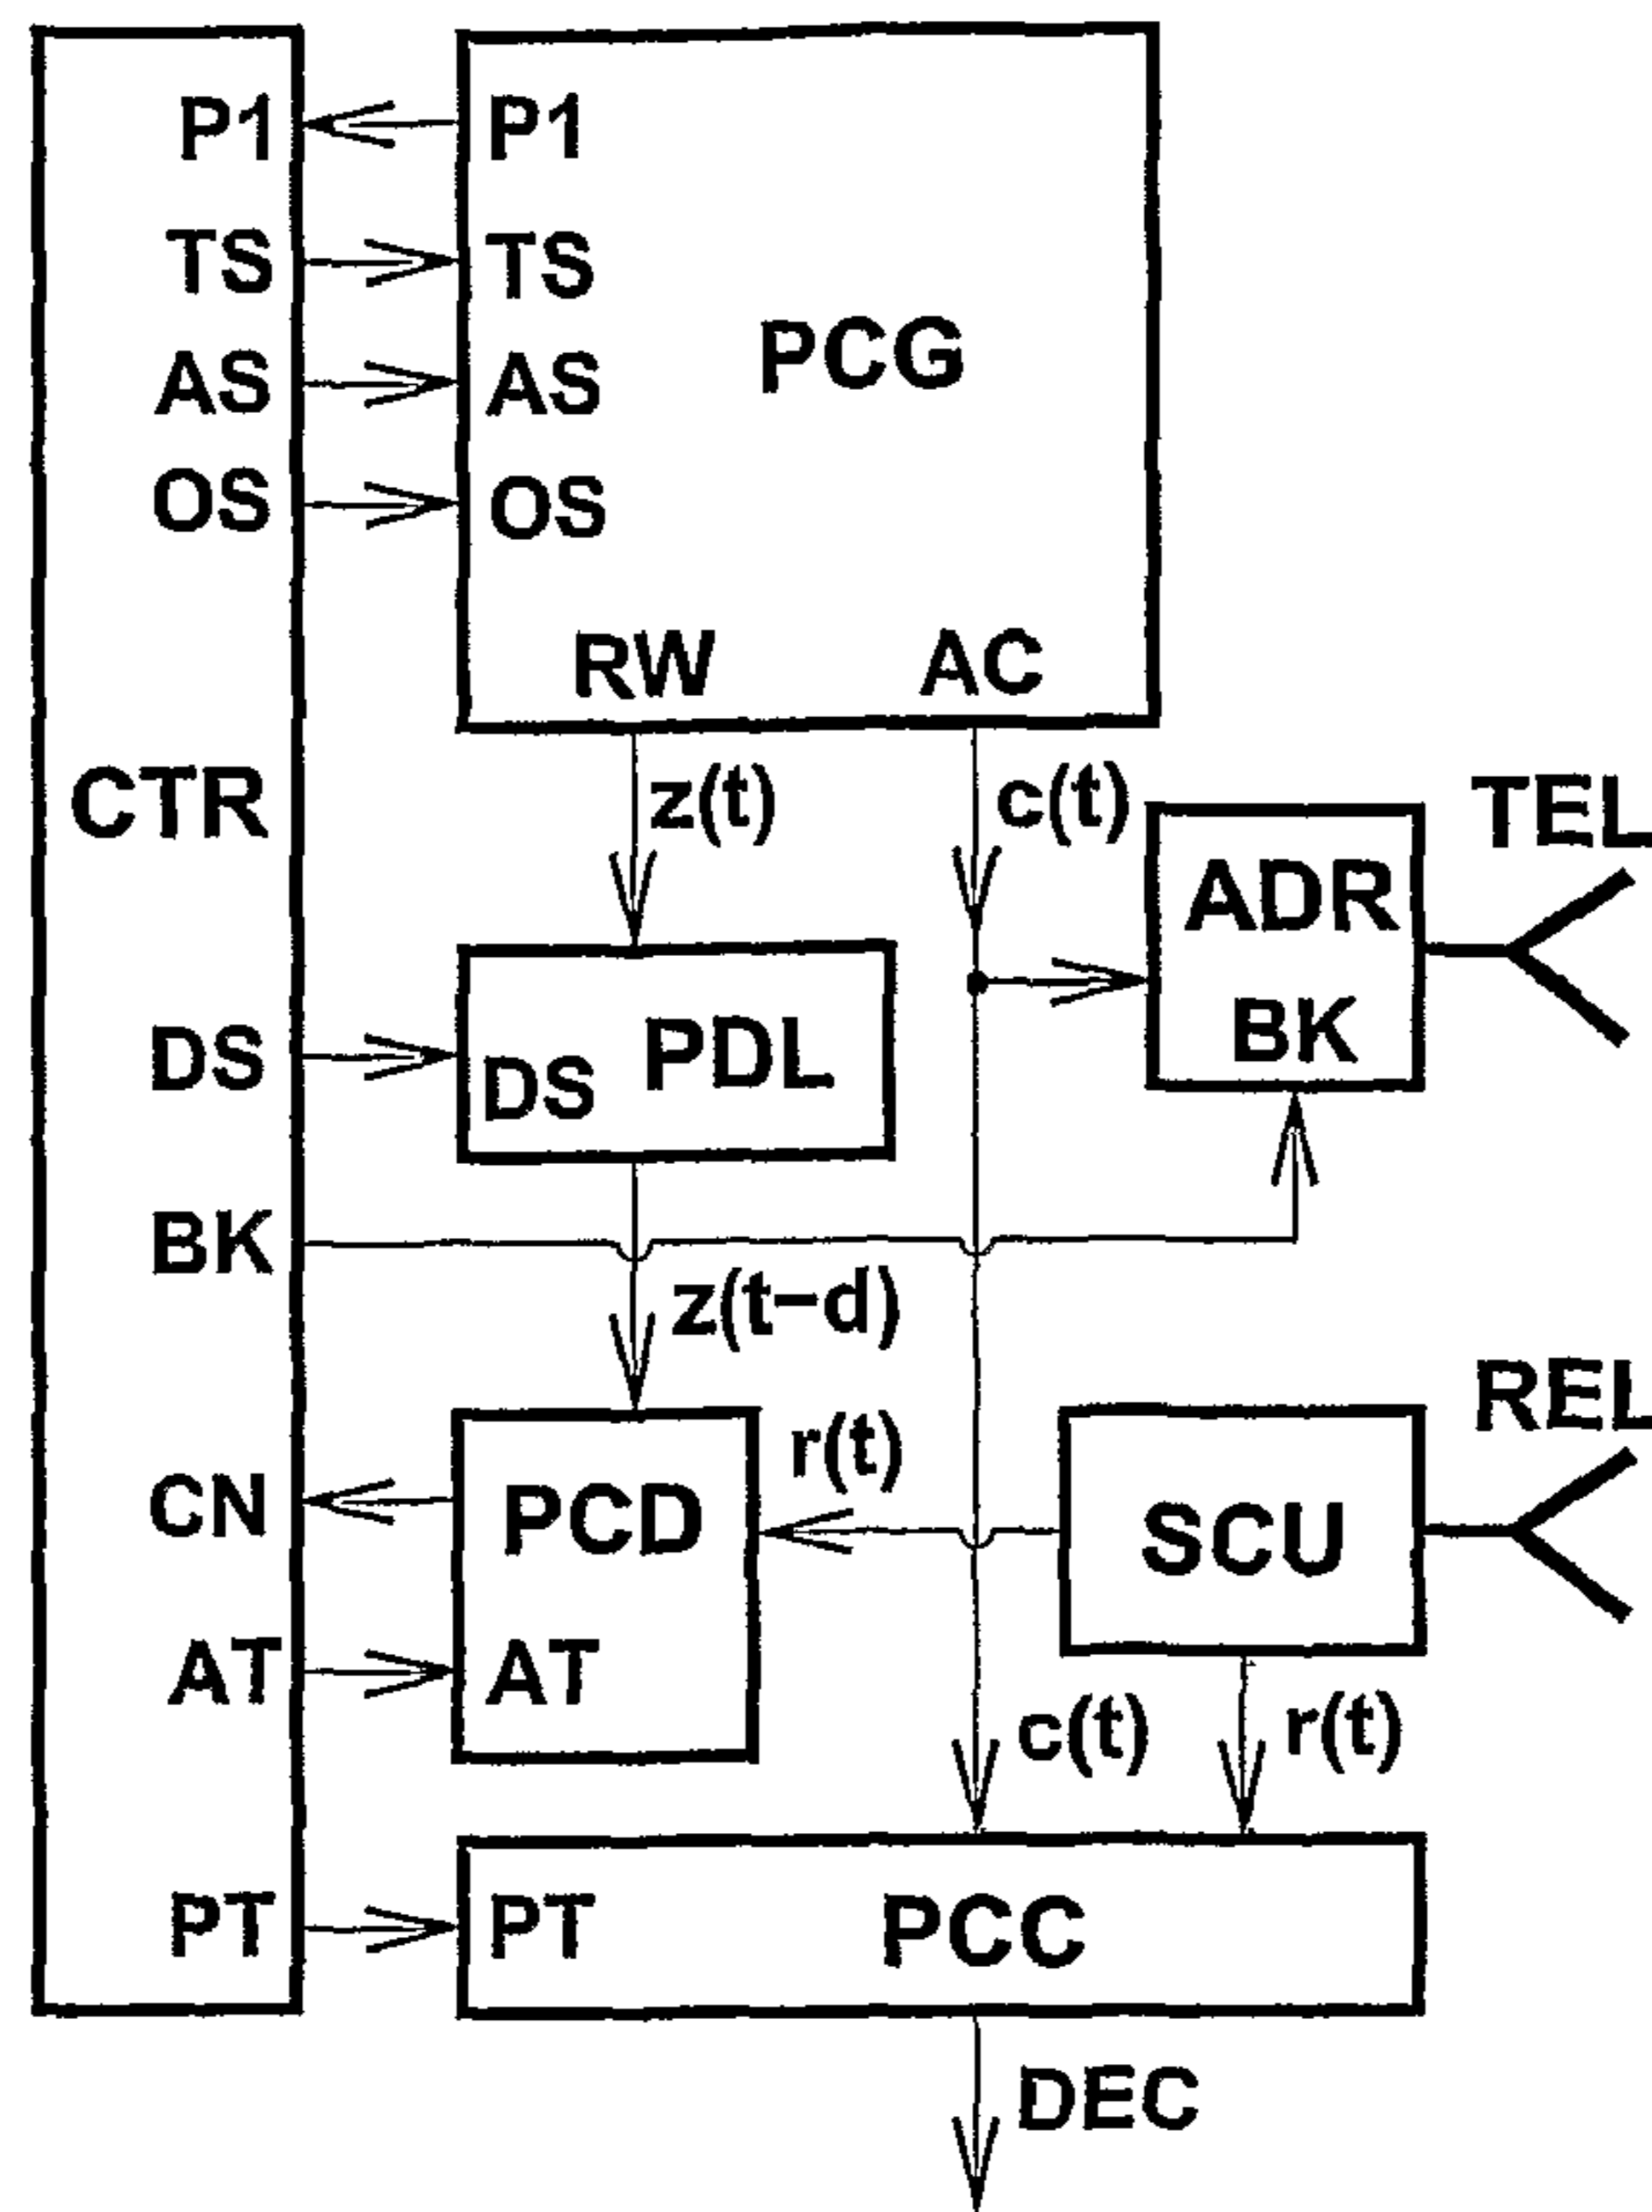 P1 P1
TS TS
PCG
AS AS
OS OS
RW AC
CTR z(t) c(t) TEL
ADR
DS DS PDL BK
BK
z(t−d)
REL
r(t)
CN PCD SCU
AT AT
c(t) r(t)
PT PT PCC
DEC